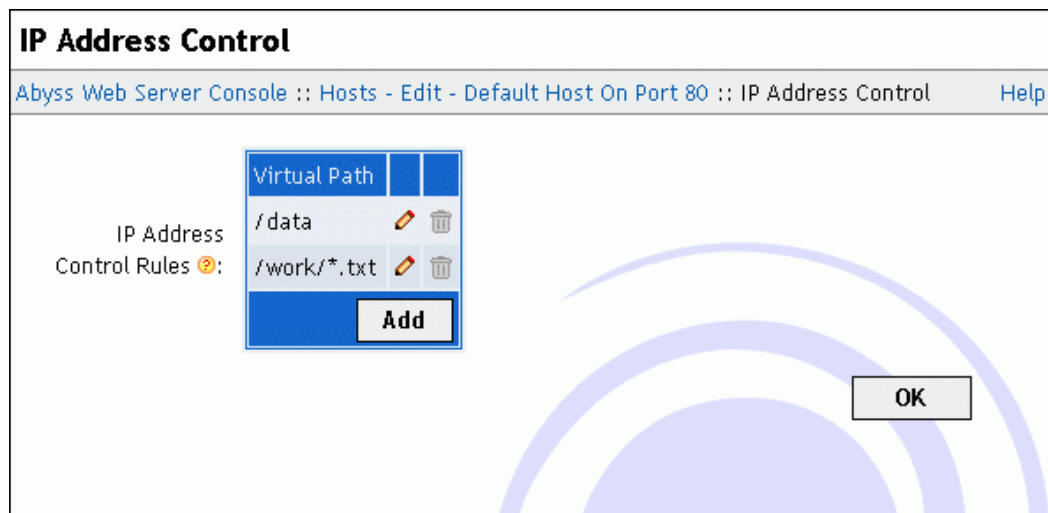 IP Address Control
Abyss Web Server Console :: Hosts - Edit - Default Host On Port 80 :: IP Address Control Help
Virtual Path
/data
IP Address
Control Rules ?:
/work/*.txt
Add
OK